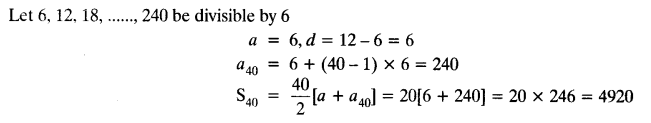 Let 6, 12, 18, ......, 240 be divisible by 6
a = 6, d = 12 – 6 = 6
a₄₀ = 6 + (40 – 1) × 6 = 240
S₄₀ = 40/2 [a + a₄₀] = 20[6 + 240] = 20 × 246 = 4920